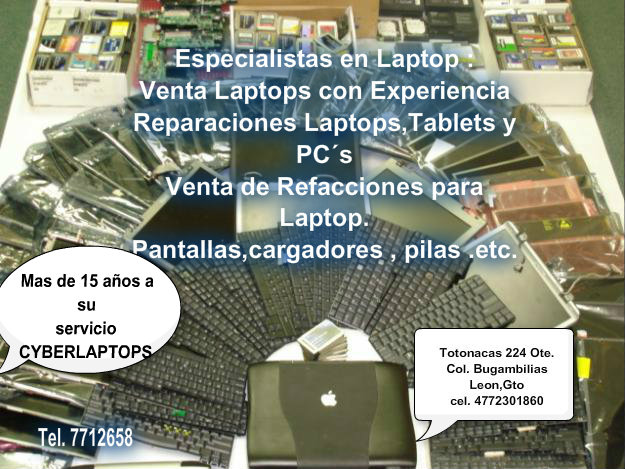 Especialistas en Laptop :
Venta Laptops con Experiencia
Reparaciones Laptops,Tablets y
PC´s
Venta de Refacciones para
Laptop.
Pantallas,cargadores , pilas .etc.
Mas de 15 años a
su
servicio
CYBERLAPTOPS
Totonacas 224 Ote.
Col. Bugambilias
Leon,Gto
cel. 4772301860
Tel. 7712658